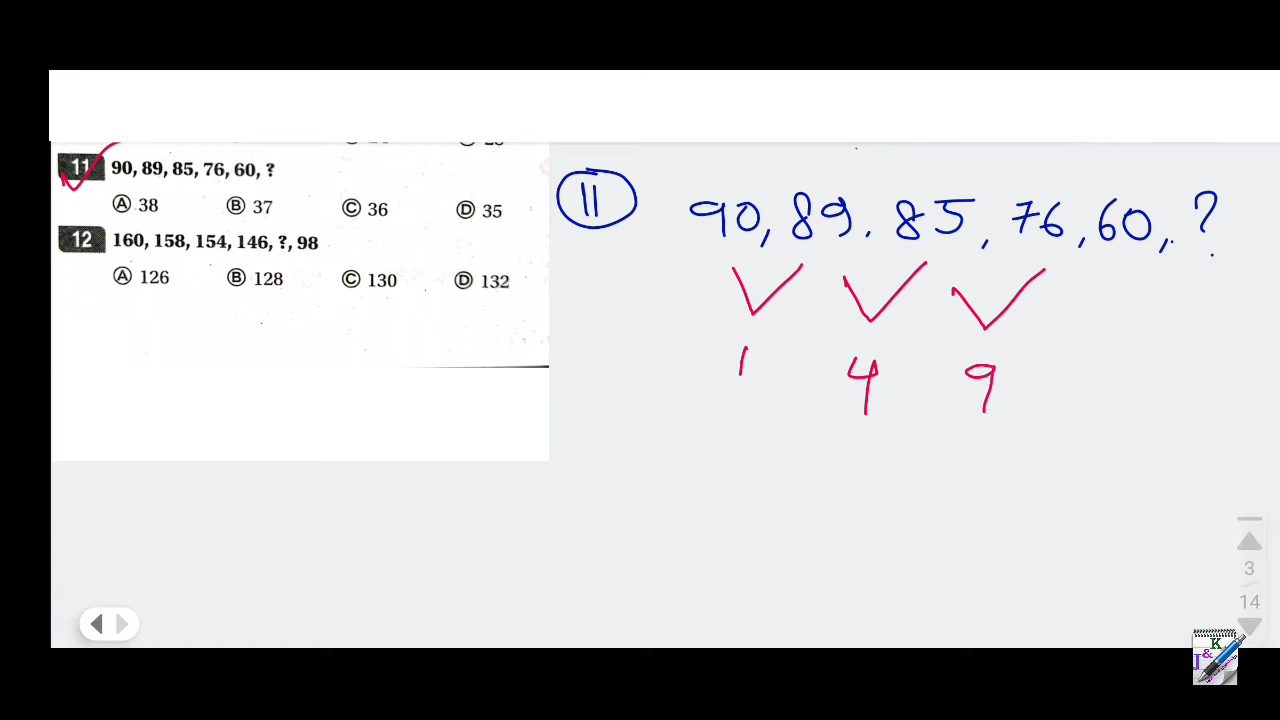 11 90, 89, 85, 76, 60, ?
Ⓐ 38 Ⓑ 37 Ⓒ 36 Ⓓ 35
12 160, 158, 154, 146, ?, 98
Ⓐ 126 Ⓑ 128 Ⓒ 130 Ⓓ 132
11 90, 89. 85, 76, 60, ?
1 4 9
3
14
J & K